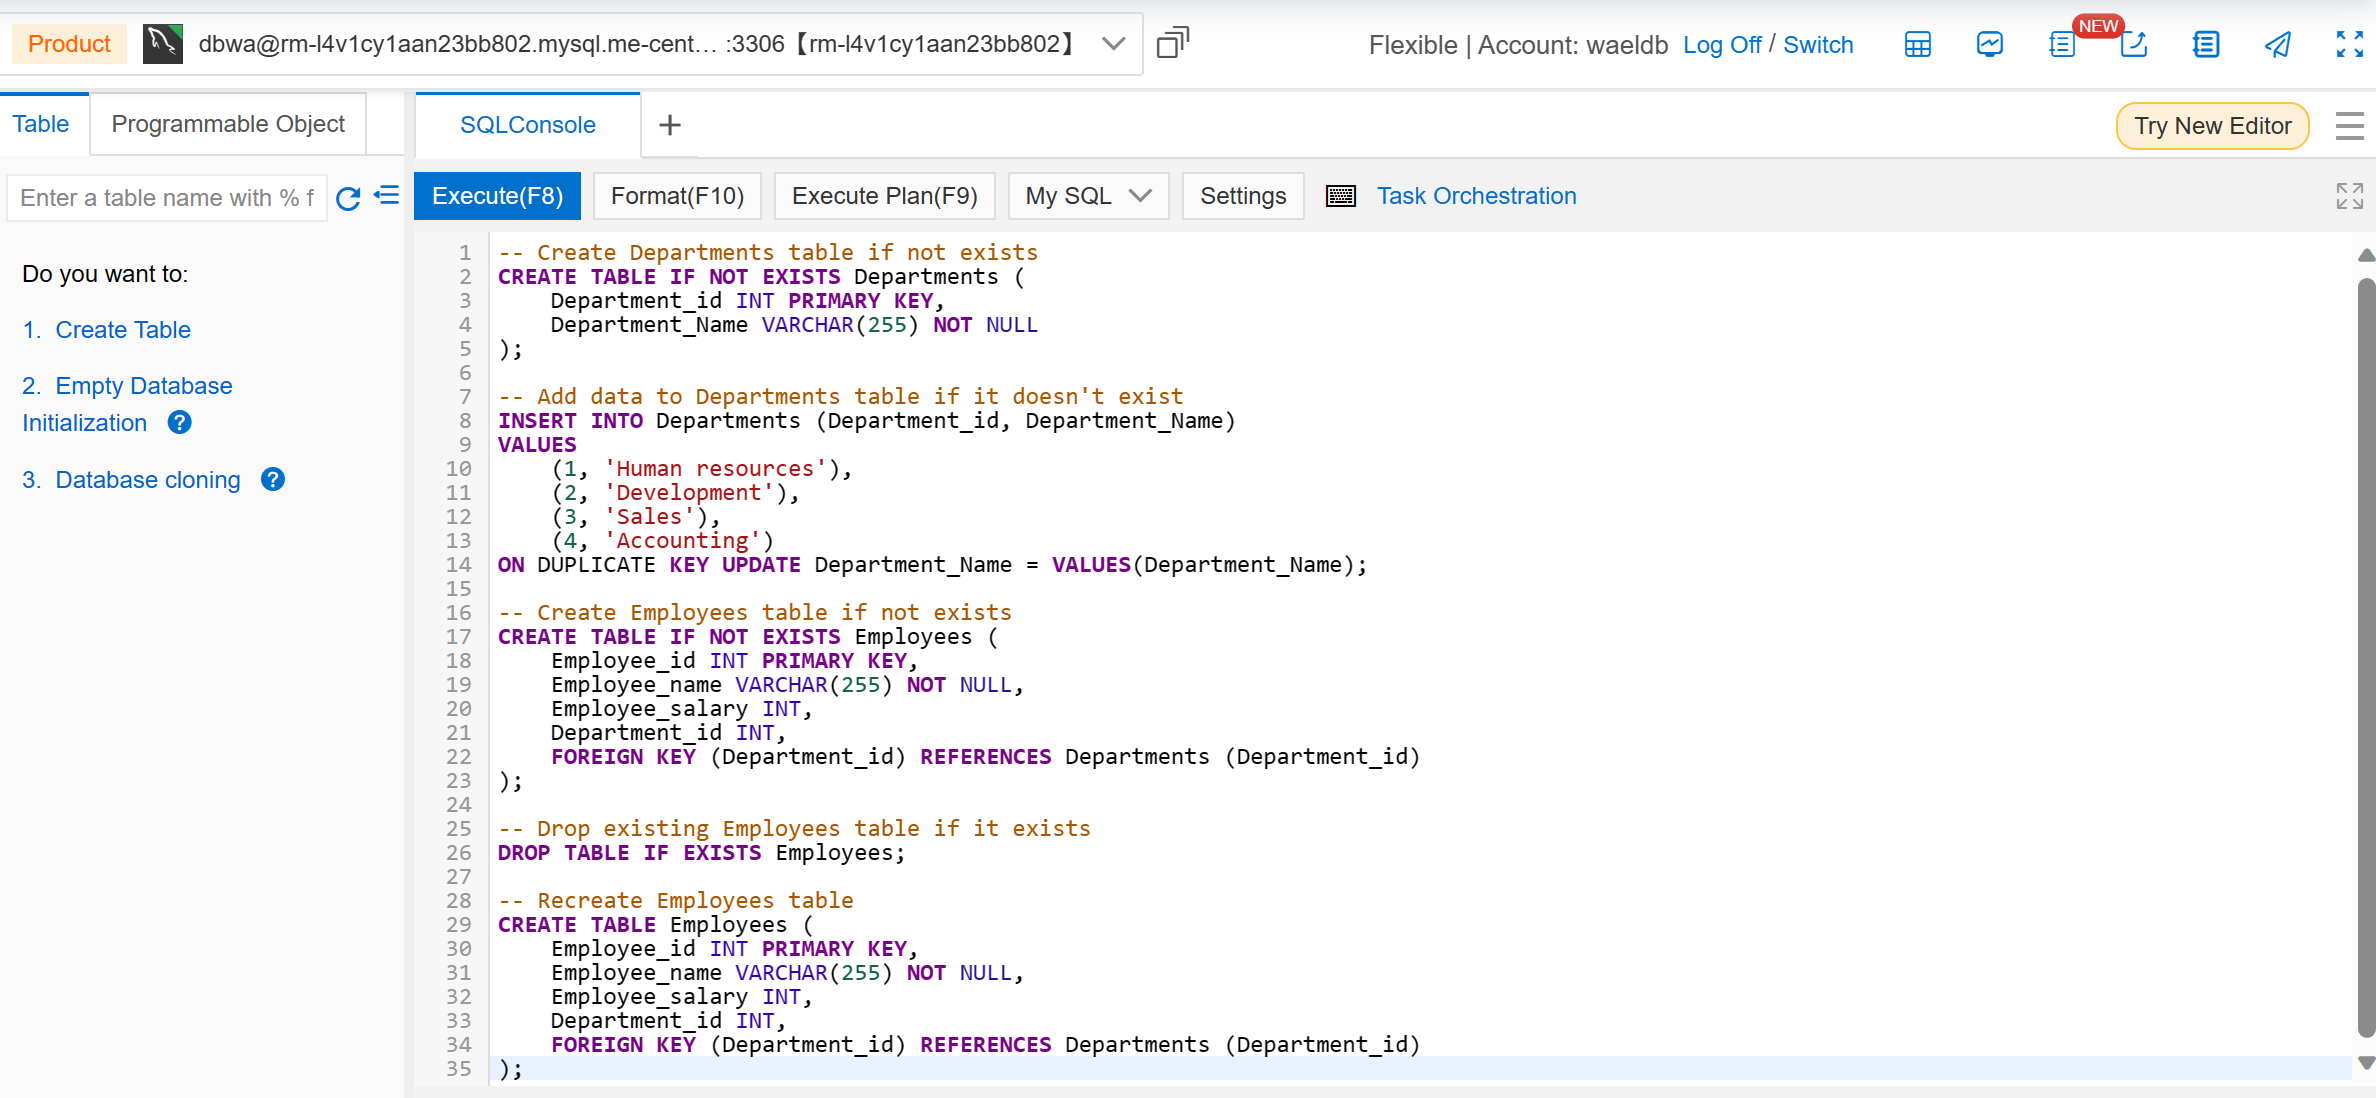 Product
dbwa@rm-l4v1cy1aan23bb802.mysql.me-cent... :3306【rm-l4v1cy1aan23bb802】
Flexible | Account: waeldb Log Off / Switch
NEW
Table
Programmable Object
SQLConsole
+
Try New Editor
Enter a table name with % f
Execute(F8)
Format(F10)
Execute Plan(F9)
My SQL
Settings
Task Orchestration
Do you want to:
1. Create Table
2. Empty Database
Initialization ?
3. Database cloning ?
1 -- Create Departments table if not exists
2 CREATE TABLE IF NOT EXISTS Departments (
3     Department_id INT PRIMARY KEY,
4     Department_Name VARCHAR(255) NOT NULL
5 );
6
7 -- Add data to Departments table if it doesn't exist
8 INSERT INTO Departments (Department_id, Department_Name)
9 VALUES
10     (1, 'Human resources'),
11     (2, 'Development'),
12     (3, 'Sales'),
13     (4, 'Accounting')
14 ON DUPLICATE KEY UPDATE Department_Name = VALUES(Department_Name);
15
16 -- Create Employees table if not exists
17 CREATE TABLE IF NOT EXISTS Employees (
18     Employee_id INT PRIMARY KEY,
19     Employee_name VARCHAR(255) NOT NULL,
20     Employee_salary INT,
21     Department_id INT,
22     FOREIGN KEY (Department_id) REFERENCES Departments (Department_id)
23 );
24
25 -- Drop existing Employees table if it exists
26 DROP TABLE IF EXISTS Employees;
27
28 -- Recreate Employees table
29 CREATE TABLE Employees (
30     Employee_id INT PRIMARY KEY,
31     Employee_name VARCHAR(255) NOT NULL,
32     Employee_salary INT,
33     Department_id INT,
34     FOREIGN KEY (Department_id) REFERENCES Departments (Department_id)
35 );